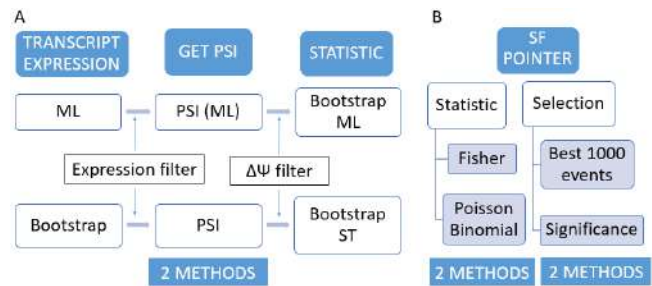 A
TRANSCRIPT
EXPRESSION
GET PSI
STATISTIC
ML
PSI (ML)
Bootstrap
ML
Expression filter
ΔΨ filter
Bootstrap
PSI
Bootstrap
ST
2 METHODS
B
SF
POINTER
Statistic
Selection
Fisher
Best 1000
events
Poisson
Binomial
Significance
2 METHODS
2 METHODS